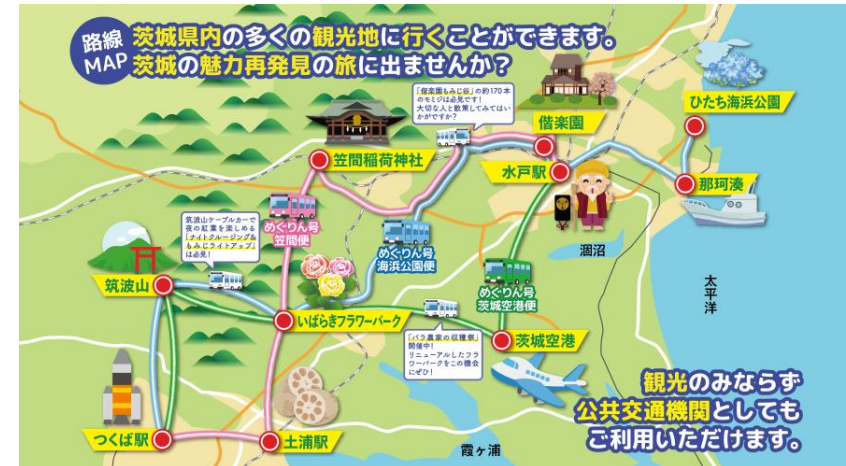 路線
MAP
茨城県内の多くの観光地に行くことができます。
茨城の魅力再発見の旅に出ませんか？
「偕楽園もみじ谷」の約170本
のモミジは必見です！
大切な人と散策してみてはい
かがですか？
偕楽園
ひたち海浜公園
笠間稲荷神社
水戸駅
那珂湊
めぐりん号
笠間便
筑波山ケーブルカーで
夜の紅葉を楽しめる
「ナイトクルージング&
もみじライトアップ」
は必見！
めぐりん号
海浜公園便
涸沼
太平洋
筑波山
めぐりん号
茨城空港便
いばらきフラワーパーク
茨城空港
「バラ農家の収穫祭」
開催中！
リニューアルしたフラ
ワーパークをこの機会
にぜひ！
観光のみならず
公共交通機関としても
ご利用いただけます。
つくば駅
土浦駅
霞ヶ浦